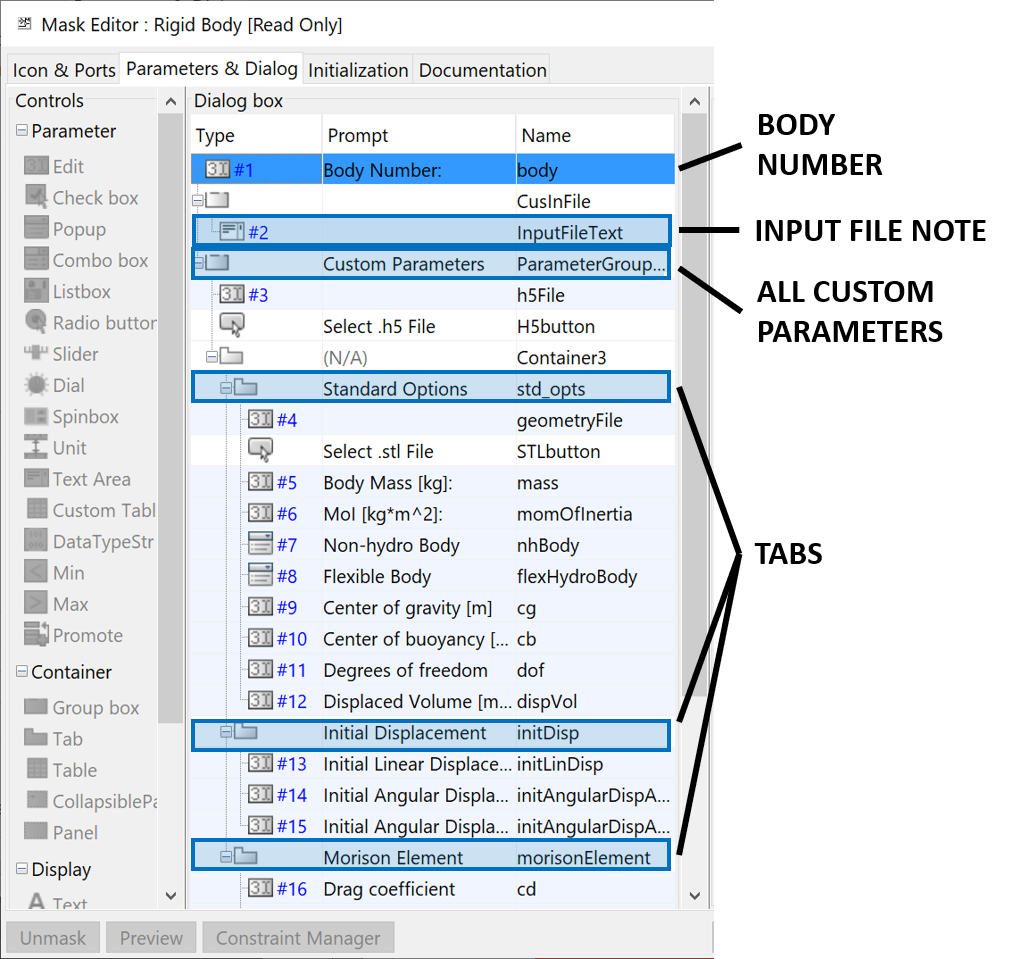 Mask Editor : Rigid Body [Read Only]
Icon & Ports Parameters & Dialog Initialization Documentation
Controls
Parameter
Edit
Check box
Popup
Combo box
Listbox
Radio button
Slider
Dial
Spinbox
Unit
Text Area
Custom Tabl
DataTypeStr
Min
Max
Promote
Container
Group box
Tab
Table
CollapsiblePa
Panel
Display
Text
Dialog box
Type Prompt Name
#1 Body Number: body
CusInFile
#2 InputFileText
Custom Parameters ParameterGroup...
#3 h5File
Select .h5 File H5button
(N/A) Container3
Standard Options std_opts
#4 geometryFile
Select .stl File STLbutton
#5 Body Mass [kg]: mass
#6 MoI [kg*m^2]: momOfInertia
#7 Non-hydro Body nhBody
#8 Flexible Body flexHydroBody
#9 Center of gravity [m] cg
#10 Center of buoyancy [... cb
#11 Degrees of freedom dof
#12 Displaced Volume [m... dispVol
Initial Displacement initDisp
#13 Initial Linear Displace... initLinDisp
#14 Initial Angular Displa... initAngularDispA...
#15 Initial Angular Displa... initAngularDispA...
Morison Element morisonElement
#16 Drag coefficient cd
Unmask Preview Constraint Manager
BODY
NUMBER
INPUT FILE NOTE
ALL CUSTOM
PARAMETERS
TABS